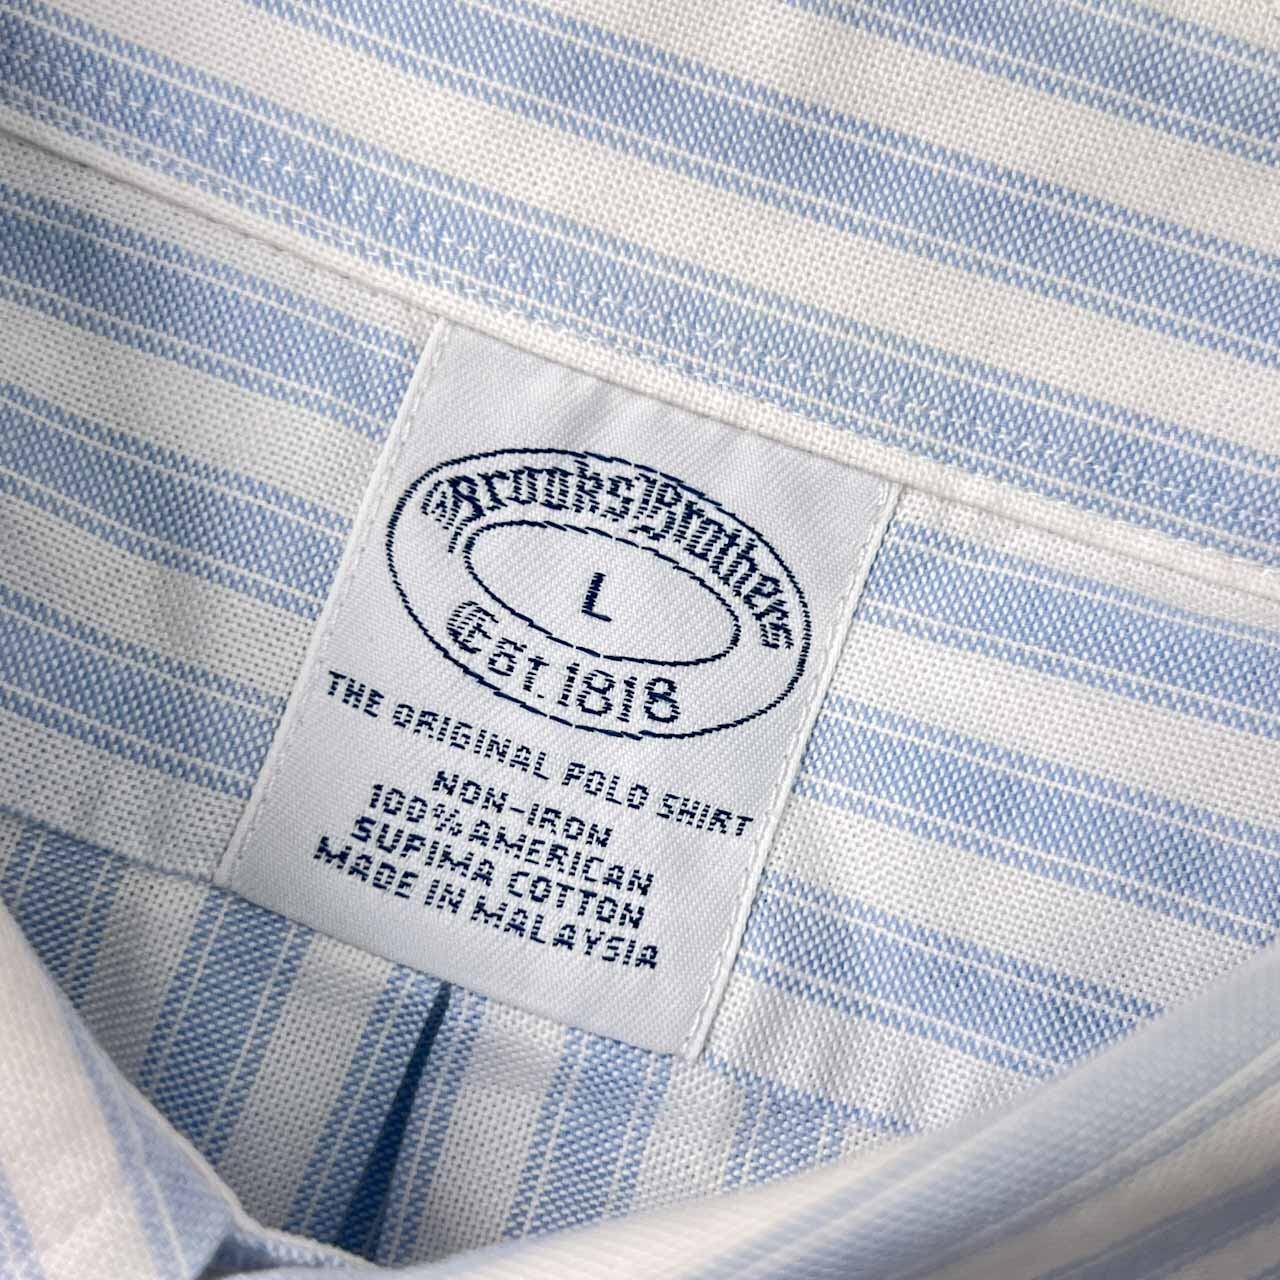 Brooks Brothers
L
Est. 1818
THE ORIGINAL POLO SHIRT
NON-IRON
100% AMERICAN
SUPIMA COTTON
MADE IN MALAYSIA